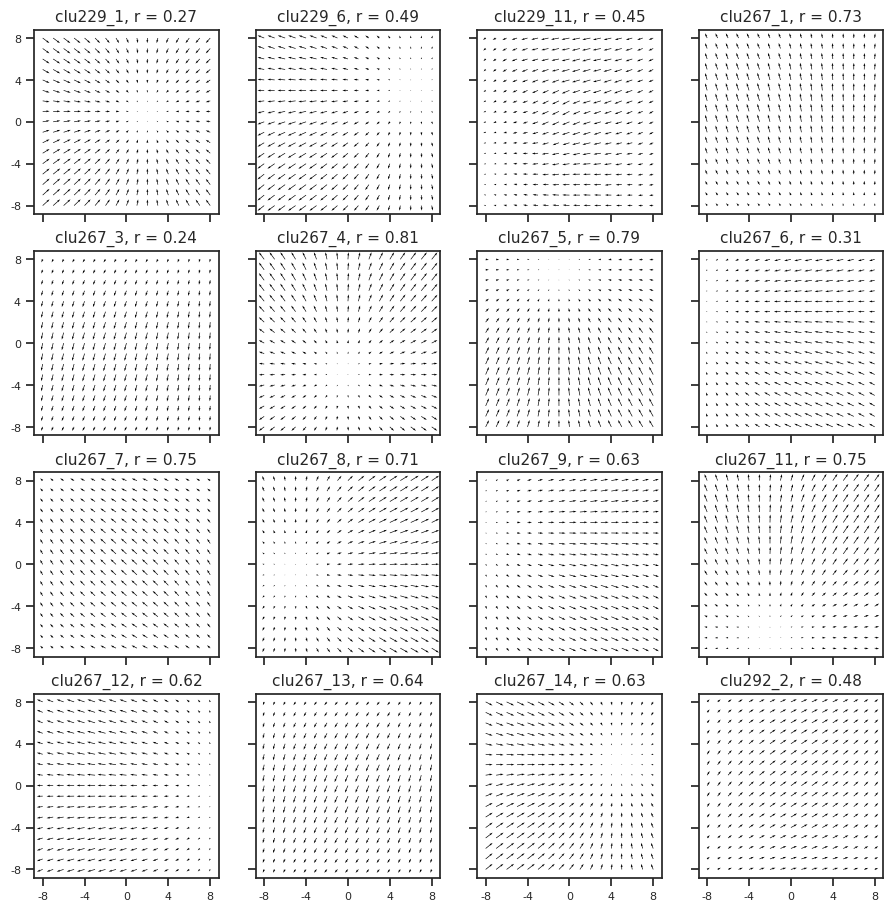 clu229_1, r = 0.27
clu229_6, r = 0.49
clu229_11, r = 0.45
clu267_1, r = 0.73
8
4
0
-4
-8
clu267_3, r = 0.24
clu267_4, r = 0.81
clu267_5, r = 0.79
clu267_6, r = 0.31
8
4
0
-4
-8
clu267_7, r = 0.75
clu267_8, r = 0.71
clu267_9, r = 0.63
clu267_11, r = 0.75
8
4
0
-4
-8
clu267_12, r = 0.62
clu267_13, r = 0.64
clu267_14, r = 0.63
clu292_2, r = 0.48
8
4
0
-4
-8
-8 -4 0 4 8
-8 -4 0 4 8
-8 -4 0 4 8
-8 -4 0 4 8